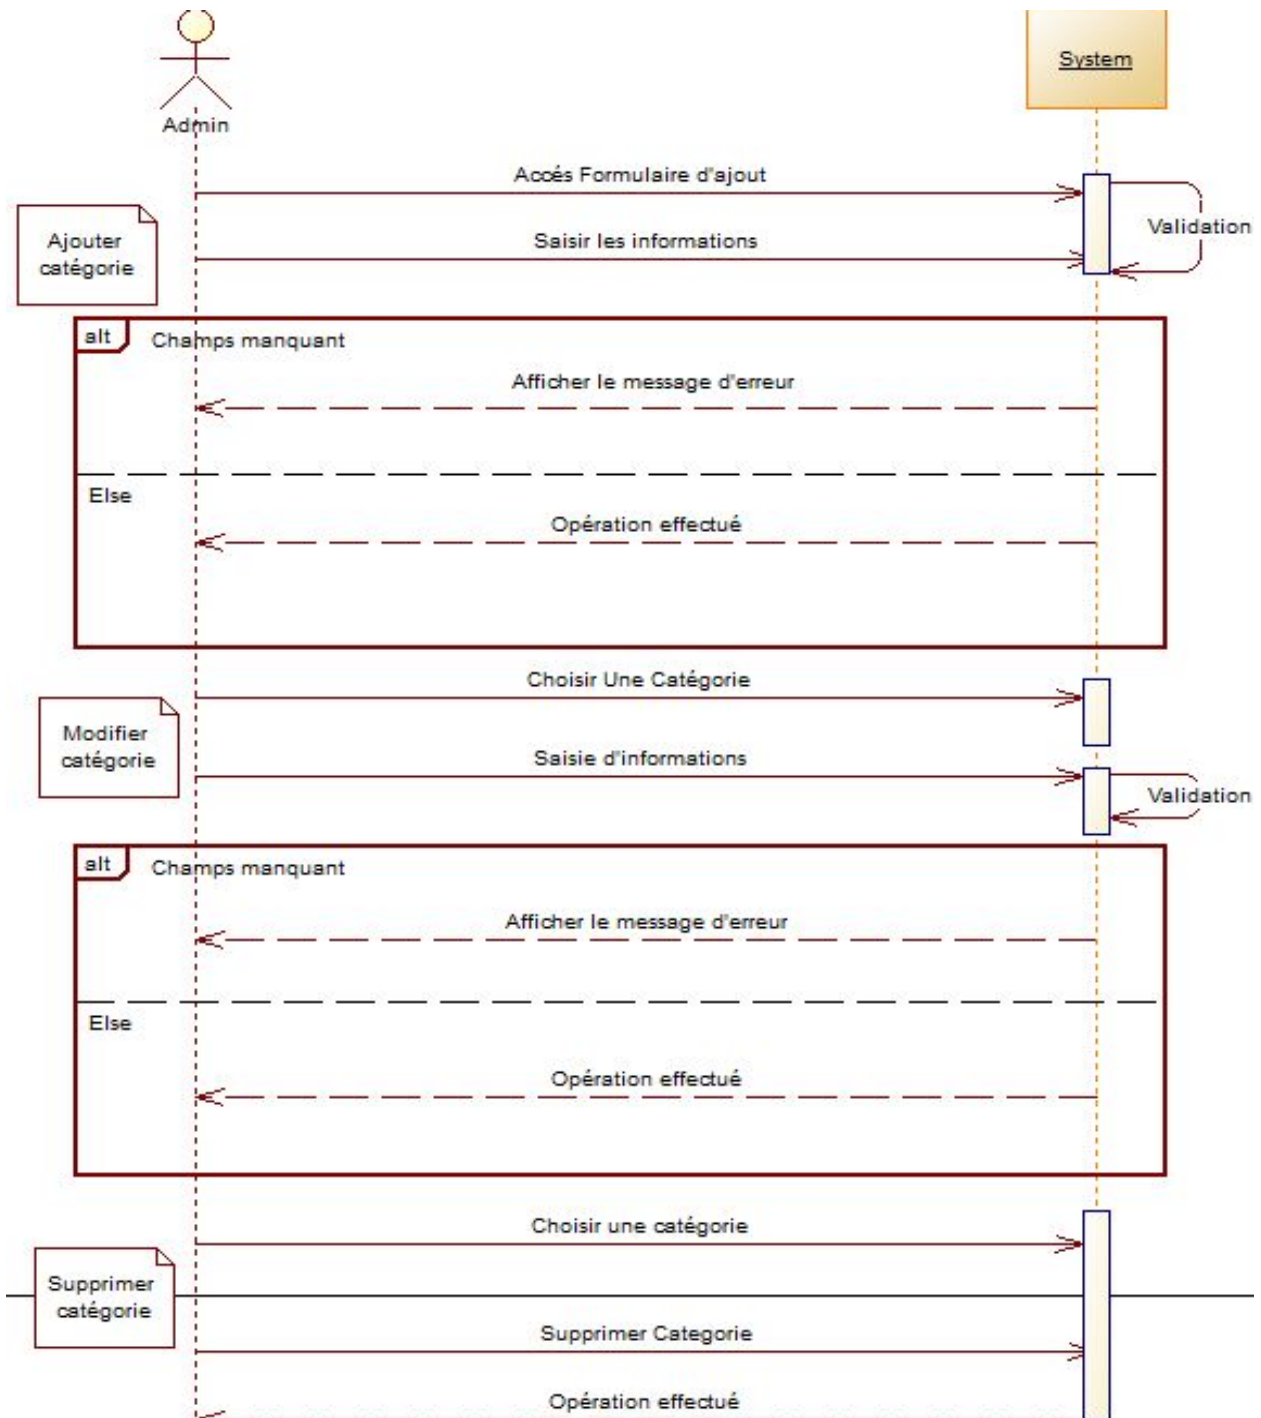 System
Admin
Accés Formulaire d'ajout
Validation
Ajouter
catégorie
Saisir les informations
alt
Champs manquant
Afficher le message d'erreur
Else
Opération effectué
Choisir Une Catégorie
Modifier
catégorie
Saisie d'informations
Validation
alt
Champs manquant
Afficher le message d'erreur
Else
Opération effectué
Choisir une catégorie
Supprimer
catégorie
Supprimer Categorie
Opération effectué